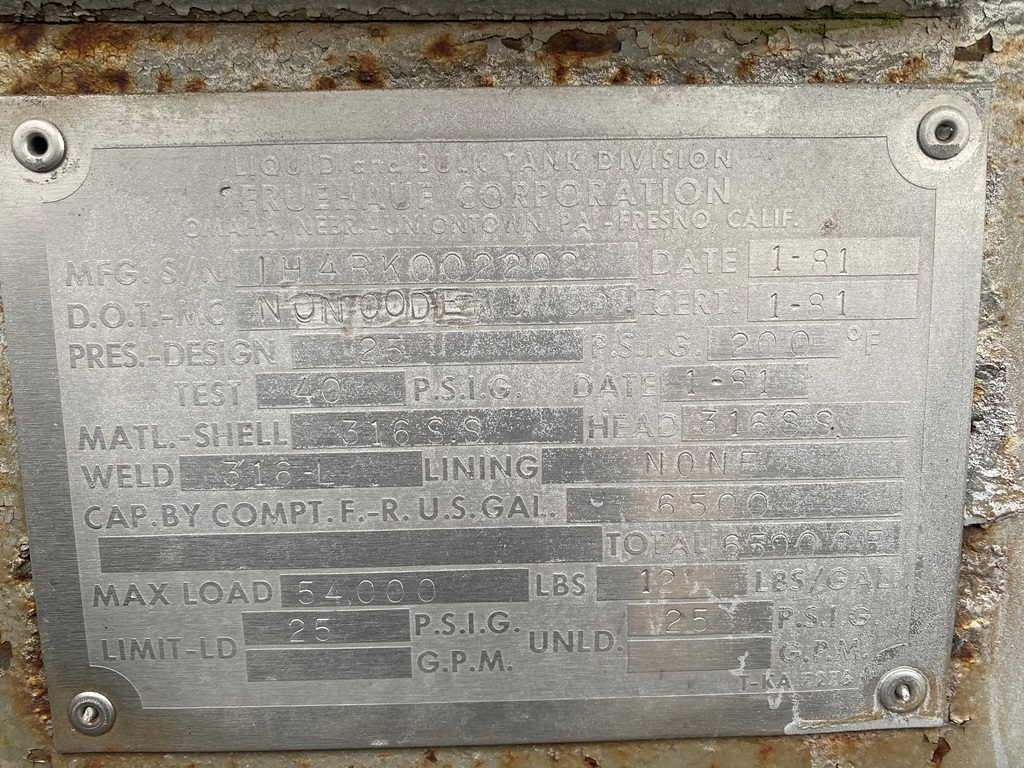 LIQUID and BULK TANK DIVISION
FRUEHAUF CORPORATION
OMAHA NEBR.-UNIONTOWN, PA.-FRESNO CALIF.
MFG. S/N DATE 1-81
D.O.T.-MC NON CODE CERT. 1-81
PRES.-DESIGN 25 P.S.I.G. 200 °F
TEST 40 P.S.I.G. DATE 1-81
MATL.-SHELL 316 S.S. HEAD 316 S.S.
WELD 316-L LINING NONE
CAP. BY COMPT. F.-R. U.S. GAL. 6500
TOTAL 6500
MAX LOAD 54,000 LBS 12 LBS/GAL
LIMIT-LD 25 P.S.I.G. UNLD. 25 P.S.I.G.
G.P.M. G.P.M.
T-KA